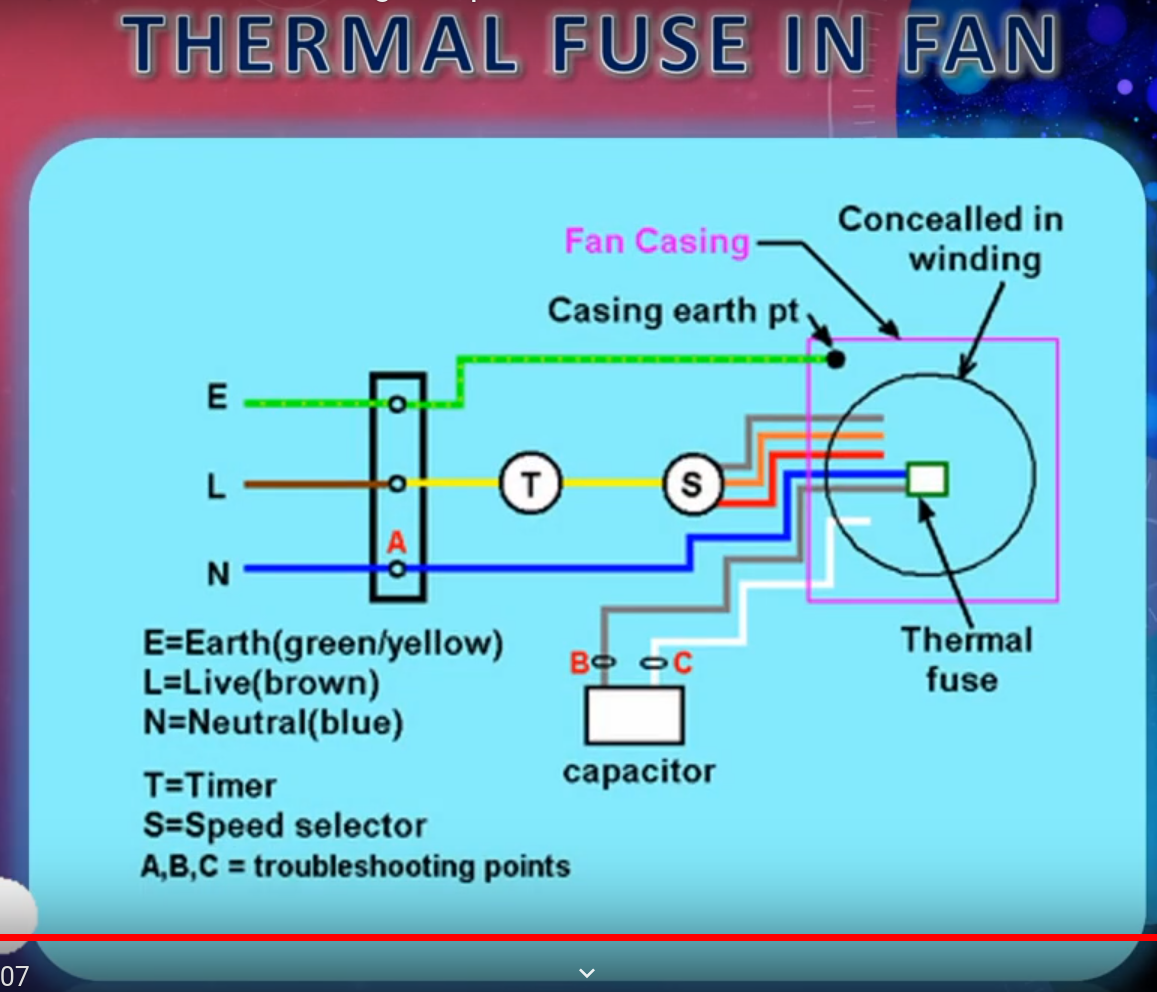 THERMAL FUSE IN FAN
Concealled in
winding
Fan Casing
Casing earth pt
E
L
T
S
A
N
E=Earth(green/yellow)
L=Live(brown)
N=Neutral(blue)
B
C
Thermal
fuse
capacitor
T=Timer
S=Speed selector
A,B,C = troubleshooting points
07